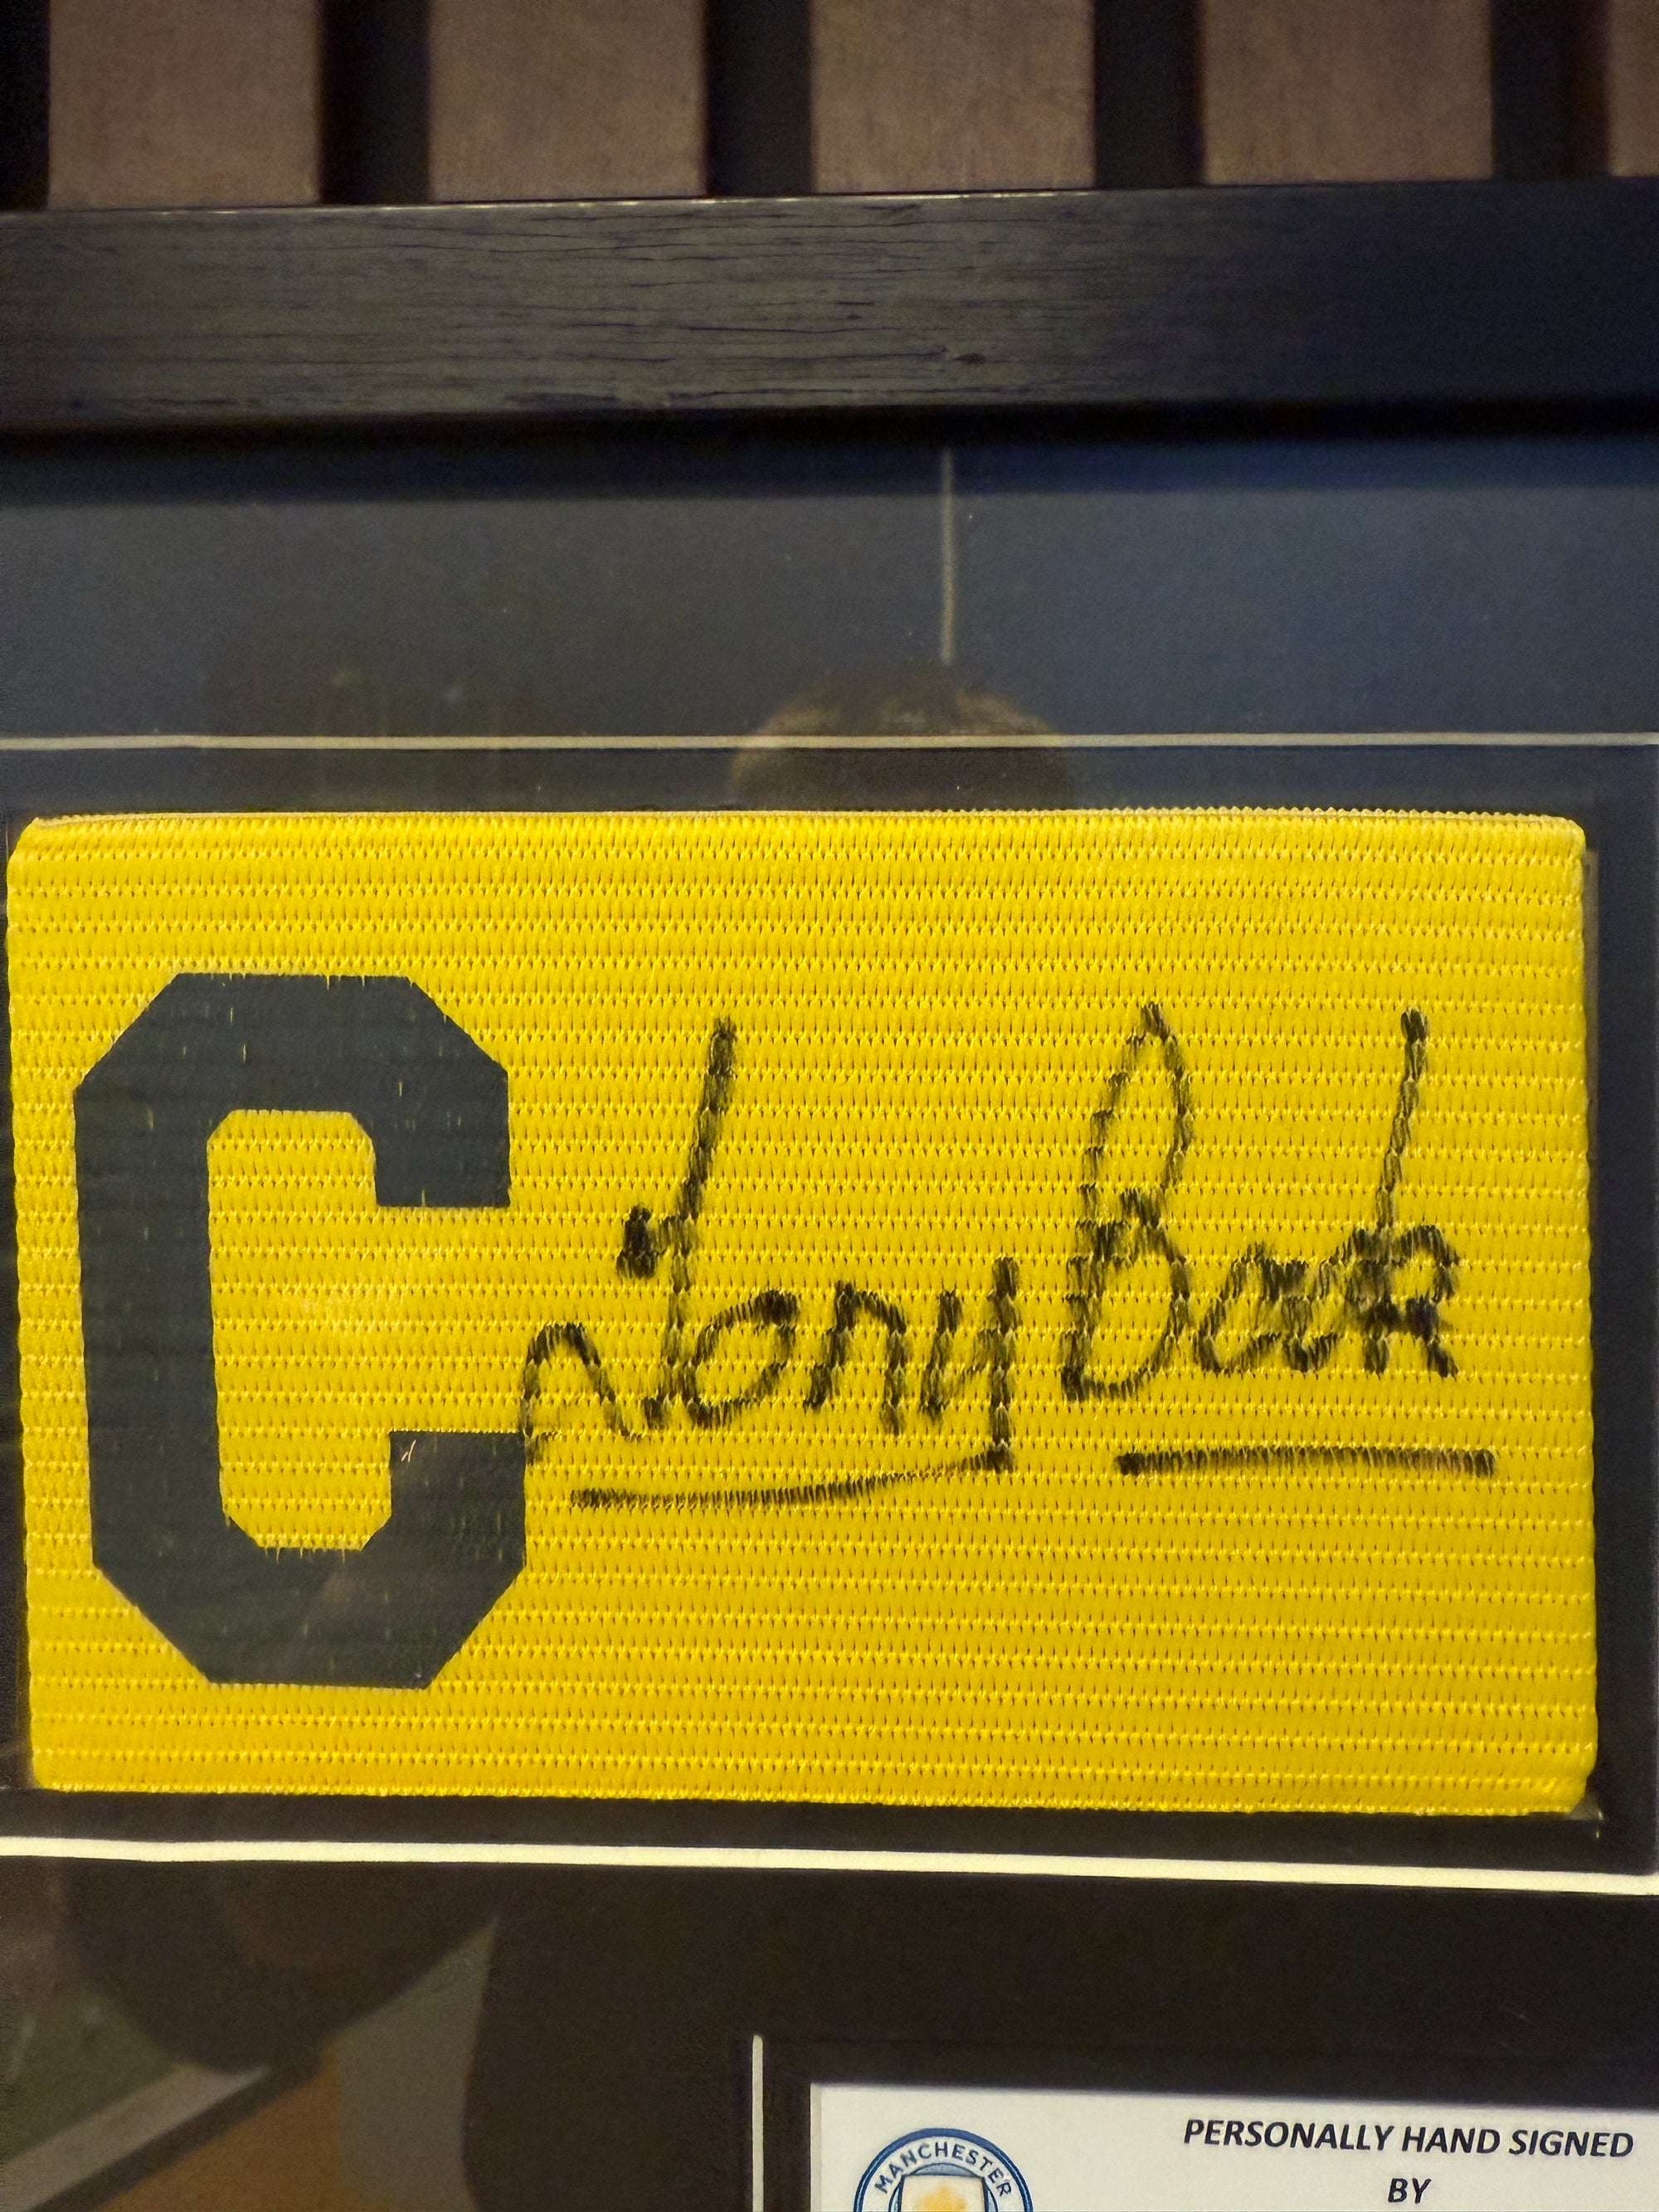 C
Tony Book
PERSONALLY HAND SIGNED
BY
MANCHESTER